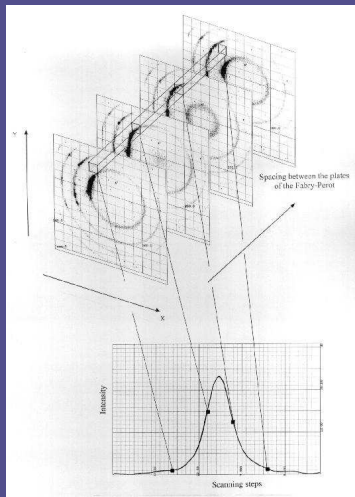 Y
Spacing between the plates
of the Fabry-Perot
X
Intensity
Scanning steps